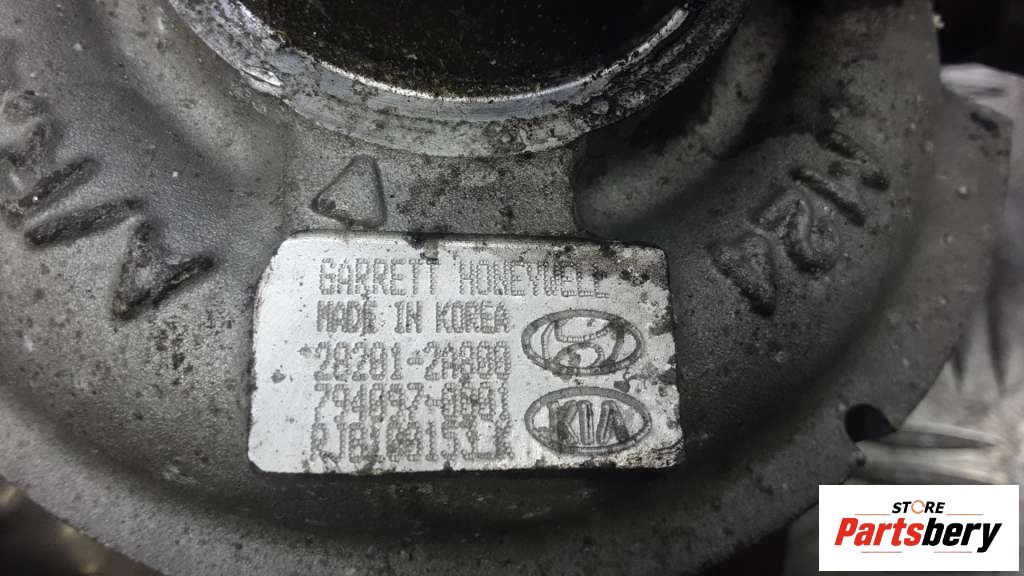 GARRETT HONEYWELL
MADE IN KOREA
28201-2A800
794097-0001
KIA
STORE
Partsbery